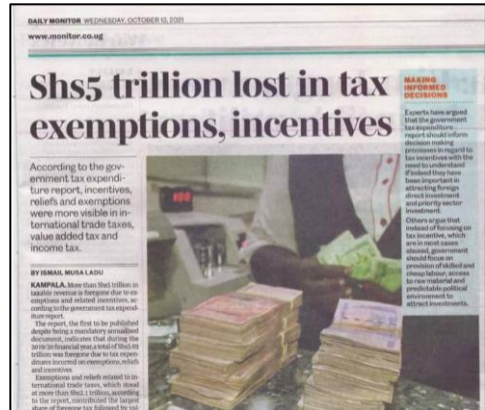 DAILY MONITOR WEDNESDAY, OCTOBER 13, 2021
www.monitor.co.ug
Shs5 trillion lost in tax
exemptions, incentives
According to the gov-
ernment tax expendi-
ture report, incentives,
reliefs and exemptions
were more visible in in-
ternational trade taxes,
value added tax and
income tax.
BY ISMAIL MUSA LADU
KAMPALA. More than Shs5 trillion in
taxable revenue is foregone due to ex-
emptions and related incentives, ac-
cording to the government tax expendi-
ture report.
The report, the first to be published
despite being a mandatory annualised
document, indicates that during the
2019/20 financial year, a total of
trillion was foregone due to tax expen-
ditures incurred on exemptions, reliefs
and incentives.
Exemptions and reliefs related to in-
ternational trade taxes, which stood
at more than trillion, according
to the report, contributed the largest
share of foregone tax followed by val-
MAKING
INFORMED
DECISIONS
Experts have argued
that the government
tax expenditure
report should inform
decision making
processes in regard to
tax incentives with the
need to understand
if indeed they have
been important in
attracting foreign
direct investment
and priority sector
investment.
Others argue that
instead of focusing on
tax incentive, which
are in most cases
abused, government
should focus on
provision of skilled and
cheap labour, access
to raw material and
predictable political
environment to
attract investments.